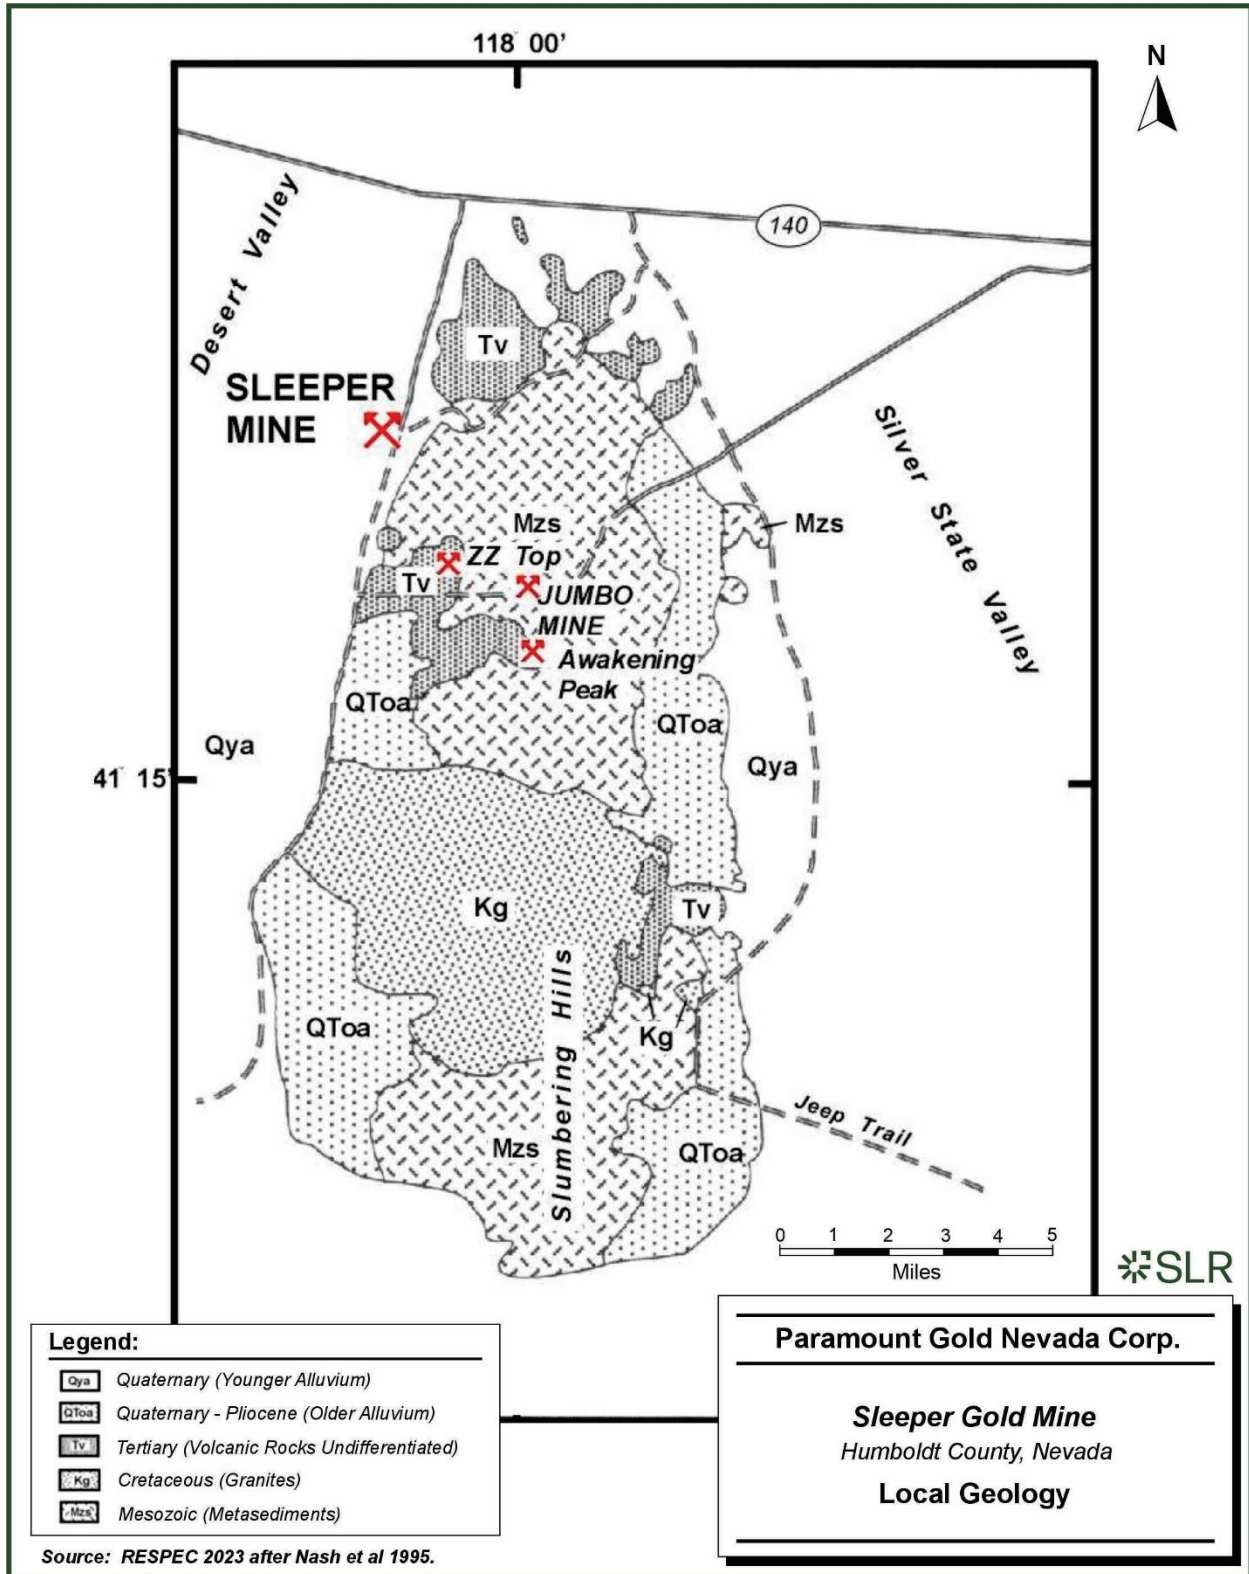 118° 00'
N
140
Desert Valley
Tv
SLEEPER
MINE
Silver State Valley
Mzs
Mzs
ZZ Top
Tv
JUMBO
MINE
Awakening
Peak
QToa
QToa
Qya
Qya
41° 15'
Kg
Tv
Slumbering Hills
QToa
Kg
Jeep Trail
Mzs
QToa
0 1 2 3 4 5
Miles
SLR
Legend:
Qya Quaternary (Younger Alluvium)
QToa Quaternary - Pliocene (Older Alluvium)
Tv Tertiary (Volcanic Rocks Undifferentiated)
Kg Cretaceous (Granites)
Mzs Mesozoic (Metasediments)
Source: RESPEC 2023 after Nash et al 1995.
Paramount Gold Nevada Corp.
Sleeper Gold Mine
Humboldt County, Nevada
Local Geology